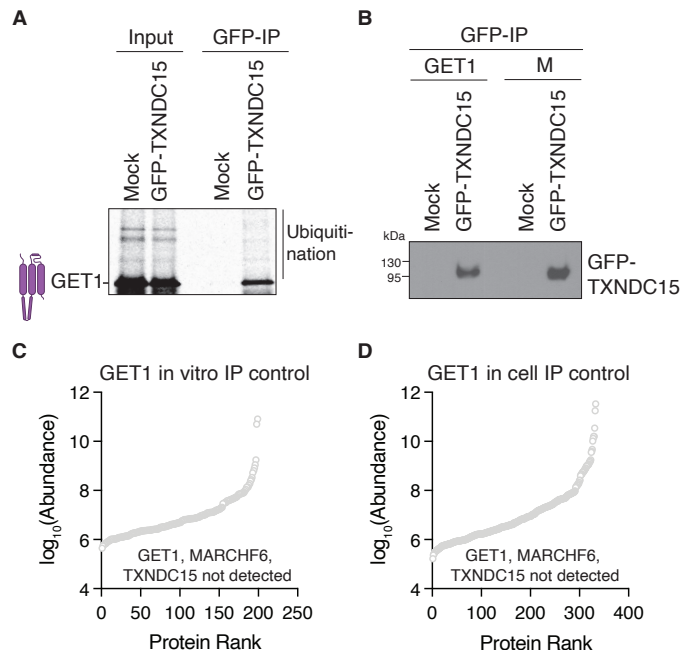 A
Input
GFP-IP
Mock
GFP-TXNDC15
Mock
GFP-TXNDC15
Ubiquiti-
nation
GET1-
B
GFP-IP
GET1
M
Mock
GFP-TXNDC15
Mock
GFP-TXNDC15
kDa
130
95
GFP-
TXNDC15
C
GET1 in vitro IP control
log10(Abundance)
12
10
8
6
4
GET1, MARCHF6,
TXNDC15 not detected
0 50 100 150 200 250
Protein Rank
D
GET1 in cell IP control
log10(Abundance)
12
10
8
6
4
GET1, MARCHF6,
TXNDC15 not detected
0 100 200 300 400
Protein Rank